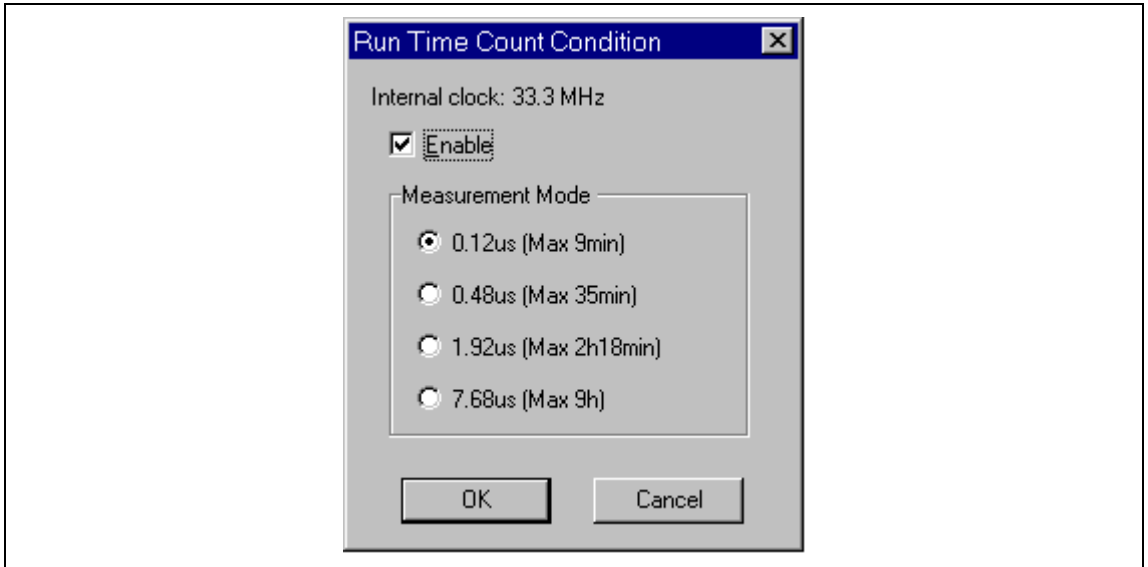 Run Time Count Condition
Internal clock: 33.3 MHz
Enable
Measurement Mode
0.12us (Max 9min)
0.48us (Max 35min)
1.92us (Max 2h18min)
7.68us (Max 9h)
OK Cancel